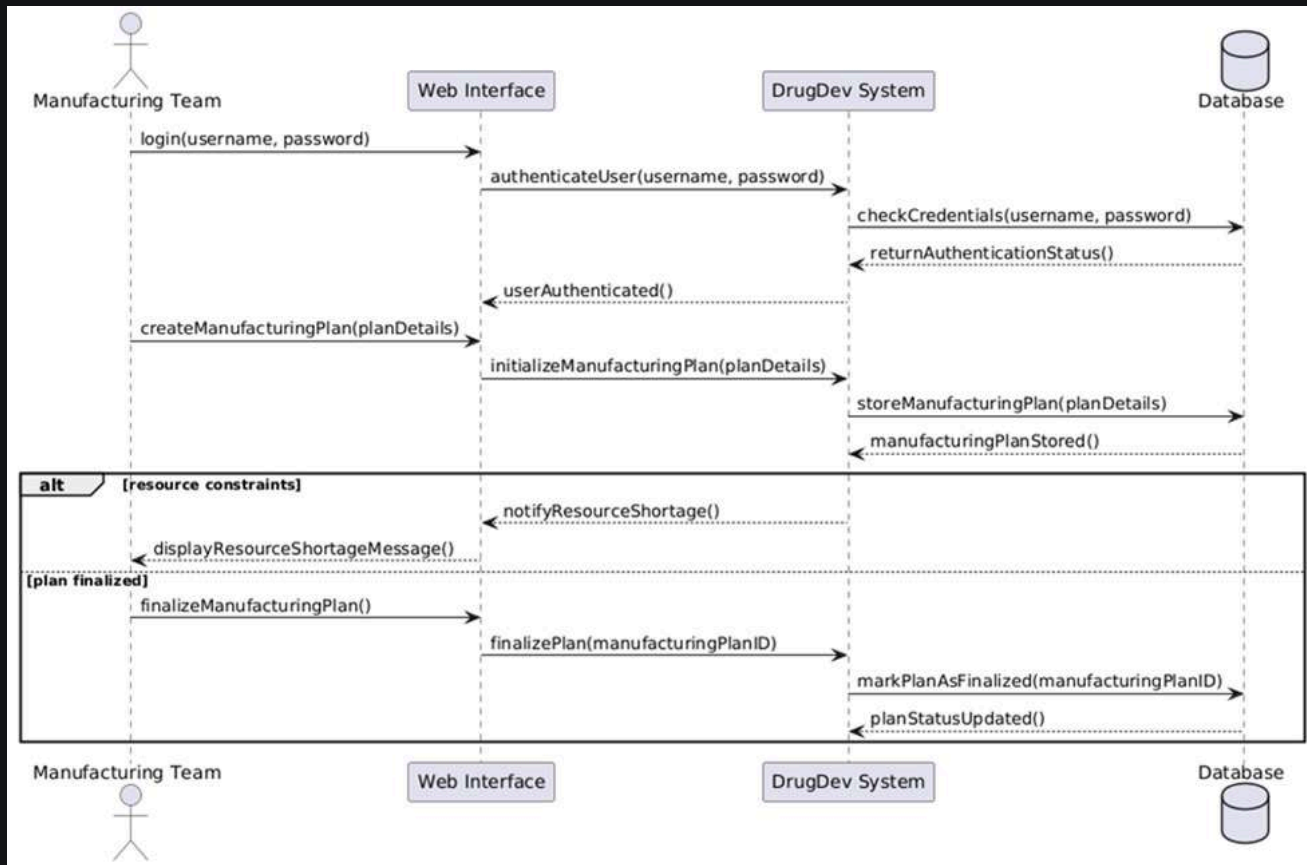 Manufacturing Team
Web Interface
DrugDev System
Database
login(username, password)
authenticateUser(username, password)
checkCredentials(username, password)
returnAuthenticationStatus()
userAuthenticated()
createManufacturingPlan(planDetails)
initializeManufacturingPlan(planDetails)
storeManufacturingPlan(planDetails)
manufacturingPlanStored()
alt [resource constraints]
notifyResourceShortage()
displayResourceShortageMessage()
[plan finalized]
finalizeManufacturingPlan()
finalizePlan(manufacturingPlanID)
markPlanAsFinalized(manufacturingPlanID)
planStatusUpdated()
Manufacturing Team
Web Interface
DrugDev System
Database